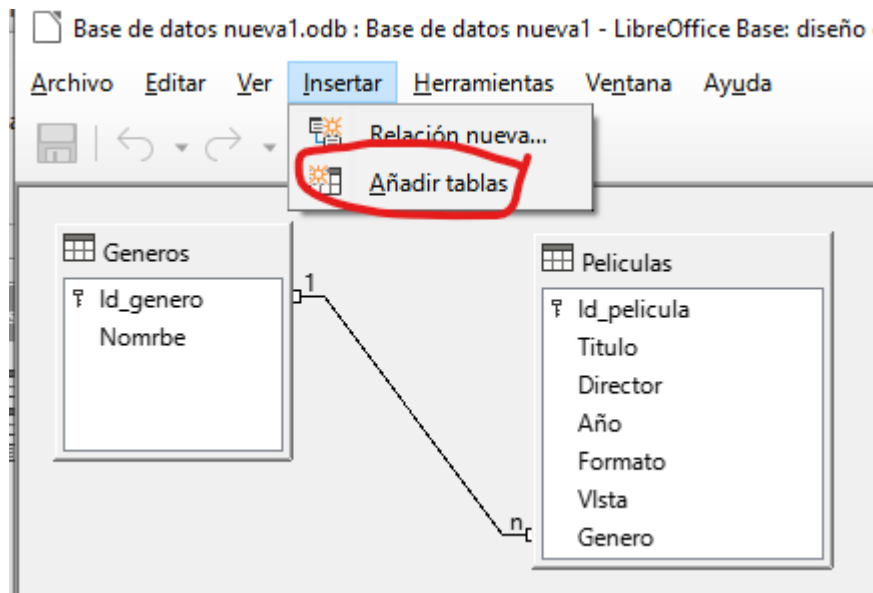 Base de datos nueva1.odb : Base de datos nueva1 - LibreOffice Base: diseño
Archivo Editar Ver Insertar Herramientas Ventana Ayuda
Relación nueva...
Añadir tablas
Generos
Id_genero
Nomrbe
1
n
Peliculas
Id_pelicula
Titulo
Director
Año
Formato
VIsta
Genero